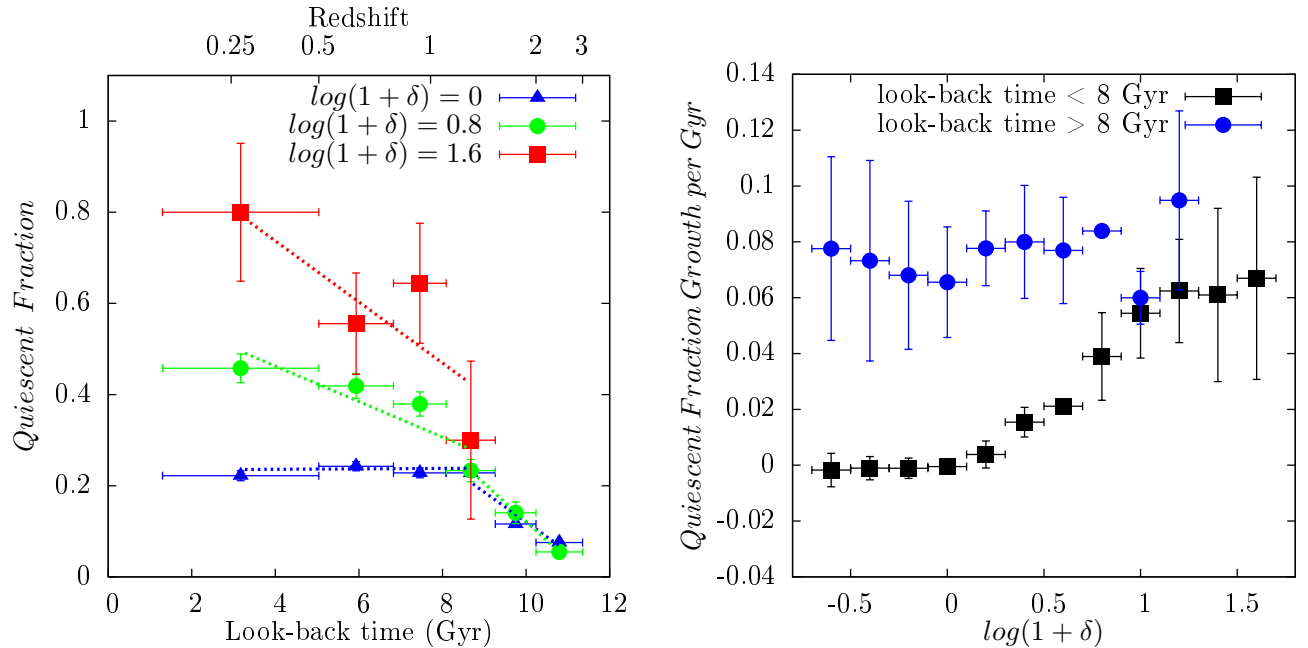 Redshift
0.25 0.5 1 2 3
log(1 + δ) = 0
log(1 + δ) = 0.8
log(1 + δ) = 1.6
Quiescent Fraction
1
0.8
0.6
0.4
0.2
0
0 2 4 6 8 10 12
Look-back time (Gyr)
look-back time < 8 Gyr
look-back time > 8 Gyr
Quiescent Fraction Growth per Gyr
0.14
0.12
0.1
0.08
0.06
0.04
0.02
0
-0.02
-0.04
-0.5 0 0.5 1 1.5
log(1 + δ)